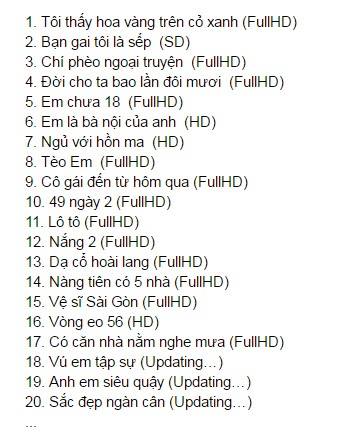 1. Tôi thấy hoa vàng trên cỏ xanh (FullHD)
2. Bạn gai tôi là sếp (SD)
3. Chí phèo ngoại truyện (FullHD)
4. Đời cho ta bao lần đôi mươi (FullHD)
5. Em chưa 18 (FullHD)
6. Em là bà nội của anh (HD)
7. Ngủ với hồn ma (HD)
8. Tèo Em (FullHD)
9. Cô gái đến từ hôm qua (FullHD)
10. 49 ngày 2 (FullHD)
11. Lô tô (FullHD)
12. Nắng 2 (FullHD)
13. Dạ cổ hoài lang (FullHD)
14. Nàng tiên có 5 nhà (FullHD)
15. Vệ sĩ Sài Gòn (FullHD)
16. Vòng eo 56 (HD)
17. Có căn nhà nằm nghe mưa (FullHD)
18. Vú em tập sự (Updating…)
19. Anh em siêu quậy (Updating…)
20. Sắc đẹp ngàn cân (Updating…)
...